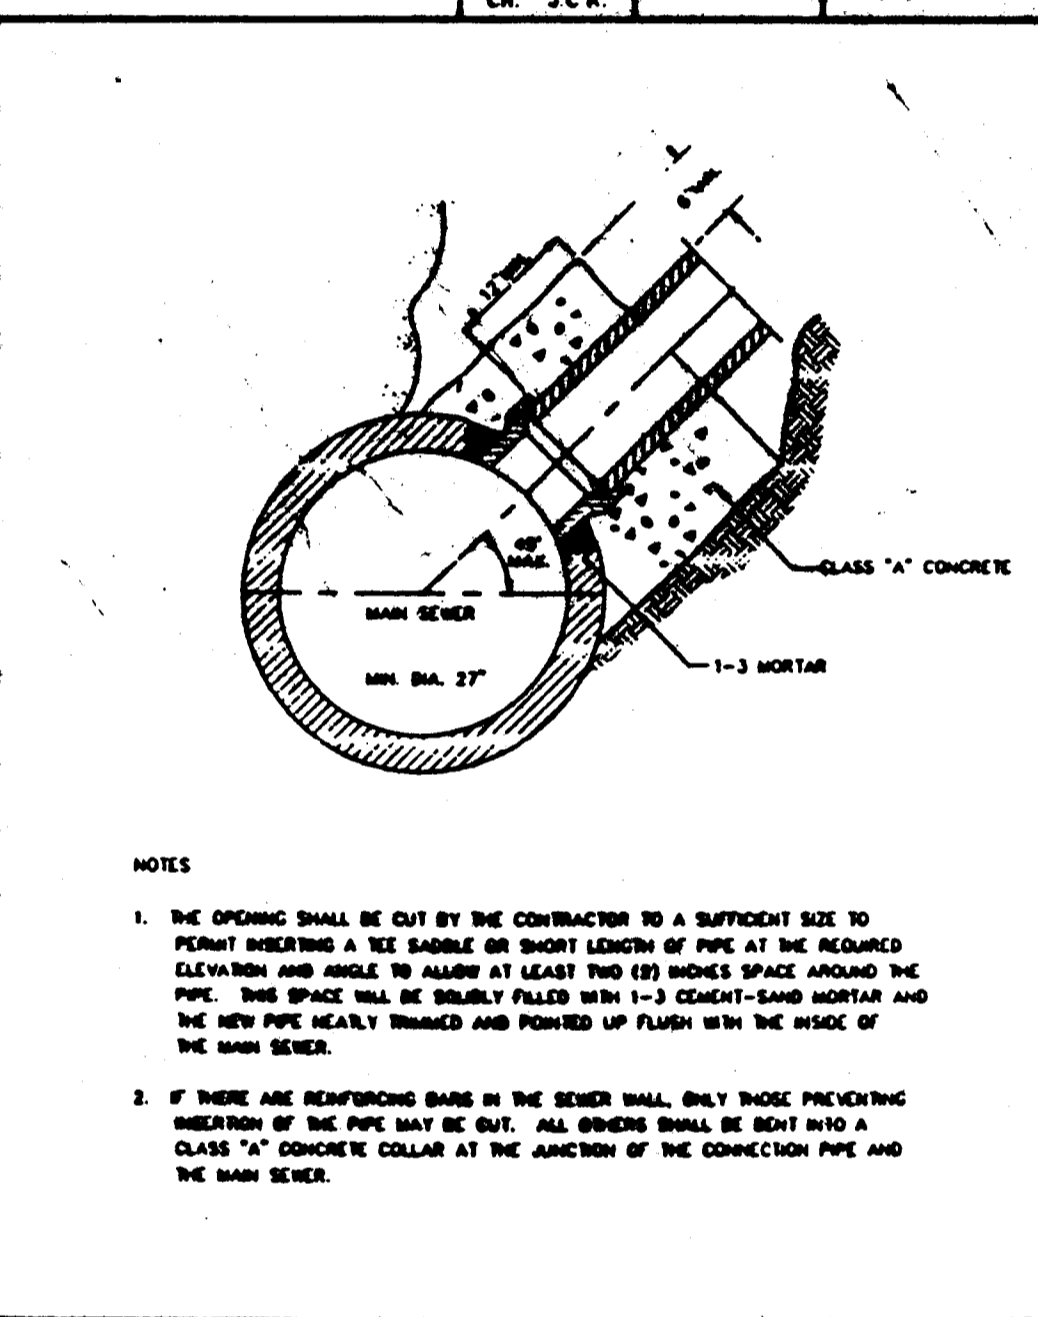 CH. J.C.R.
6" MIN.
12" MIN.
45°
MAX.
CLASS "A" CONCRETE
MAIN SEWER
1-3 MORTAR
MIN. DIA. 27"
NOTES
1. THE OPENING SHALL BE CUT BY THE CONTRACTOR TO A SUFFICIENT SIZE TO
PERMIT INSERTING A TEE SADDLE OR SHORT LENGTH OF PIPE AT THE REQUIRED
ELEVATION AND ANGLE TO ALLOW AT LEAST TWO (2) INCHES SPACE AROUND THE
PIPE. THIS SPACE WILL BE SOLIDLY FILLED WITH 1-3 CEMENT-SAND MORTAR AND
THE NEW PIPE NEATLY TRIMMED AND POINTED UP FLUSH WITH THE INSIDE OF
THE MAIN SEWER.
2. IF THERE ARE REINFORCING BARS IN THE SEWER WALL, ONLY THOSE PREVENTING
INSERTION OF THE PIPE MAY BE CUT. ALL OTHERS SHALL BE BENT INTO A
CLASS "A" CONCRETE COLLAR AT THE JUNCTION OF THE CONNECTION PIPE AND
THE MAIN SEWER.